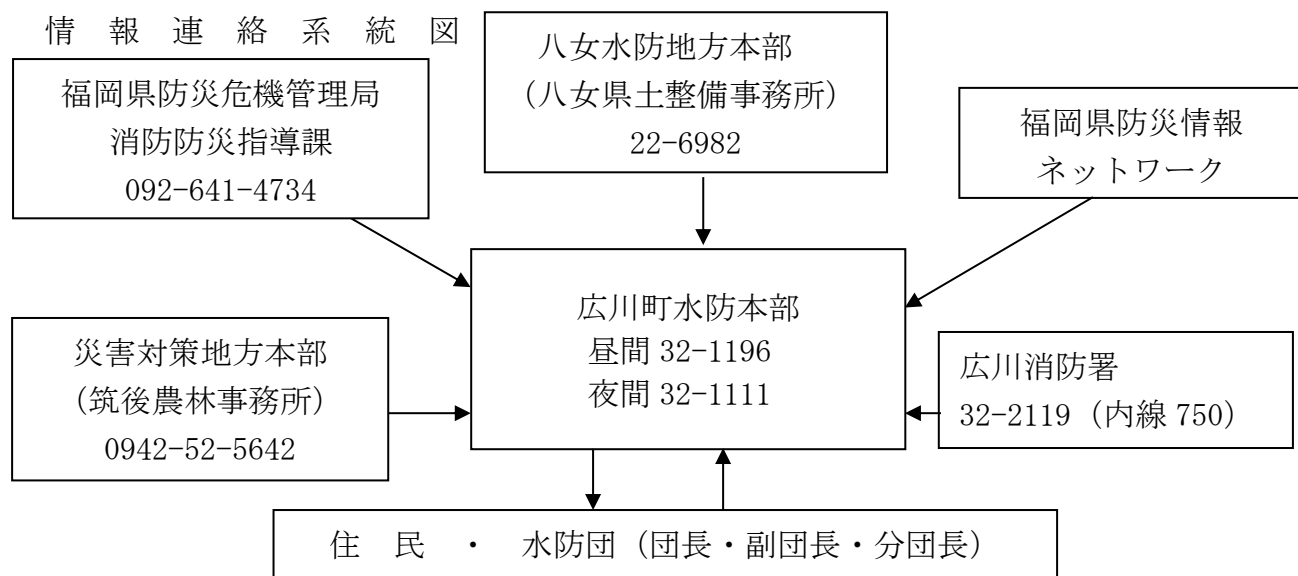 情 報 連 絡 系 統 図
福岡県防災危機管理局
消防防災指導課
092-641-4734
八女水防地方本部
（八女県土整備事務所）
22-6982
福岡県防災情報
ネットワーク
災害対策地方本部
（筑後農林事務所）
0942-52-5642
広川町水防本部
昼間 32-1196
夜間 32-1111
広川消防署
32-2119（内線 750）
住 民 ・ 水防団（団長・副団長・分団長）